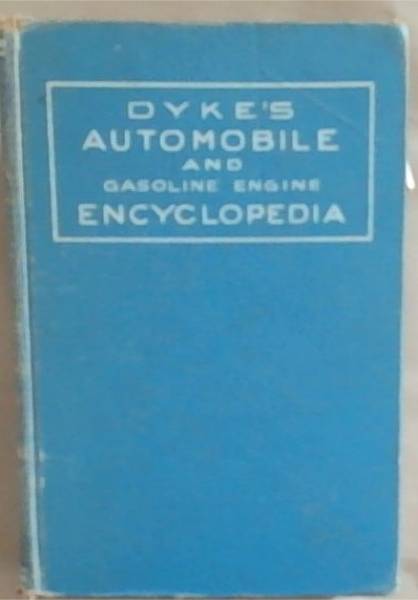 DYKE'S
AUTOMOBILE
AND
GASOLINE ENGINE
ENCYCLOPEDIA